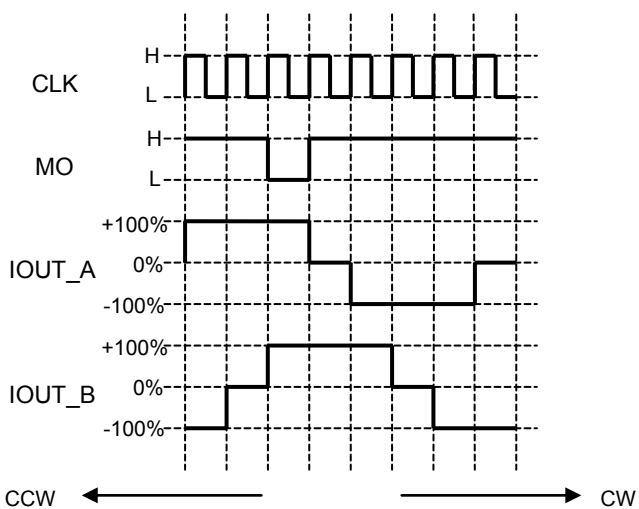 CLK
H
L
MO
H
L
IOUT_A
+100%
0%
-100%
IOUT_B
+100%
0%
-100%
CCW
CW